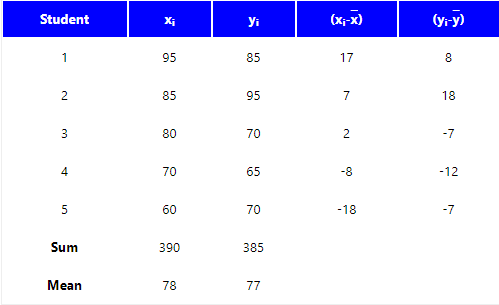 Student xᵢ yᵢ (xᵢ-x̅) (yᵢ-y̅)
1 95 85 17 8
2 85 95 7 18
3 80 70 2 -7
4 70 65 -8 -12
5 60 70 -18 -7
Sum 390 385
Mean 78 77